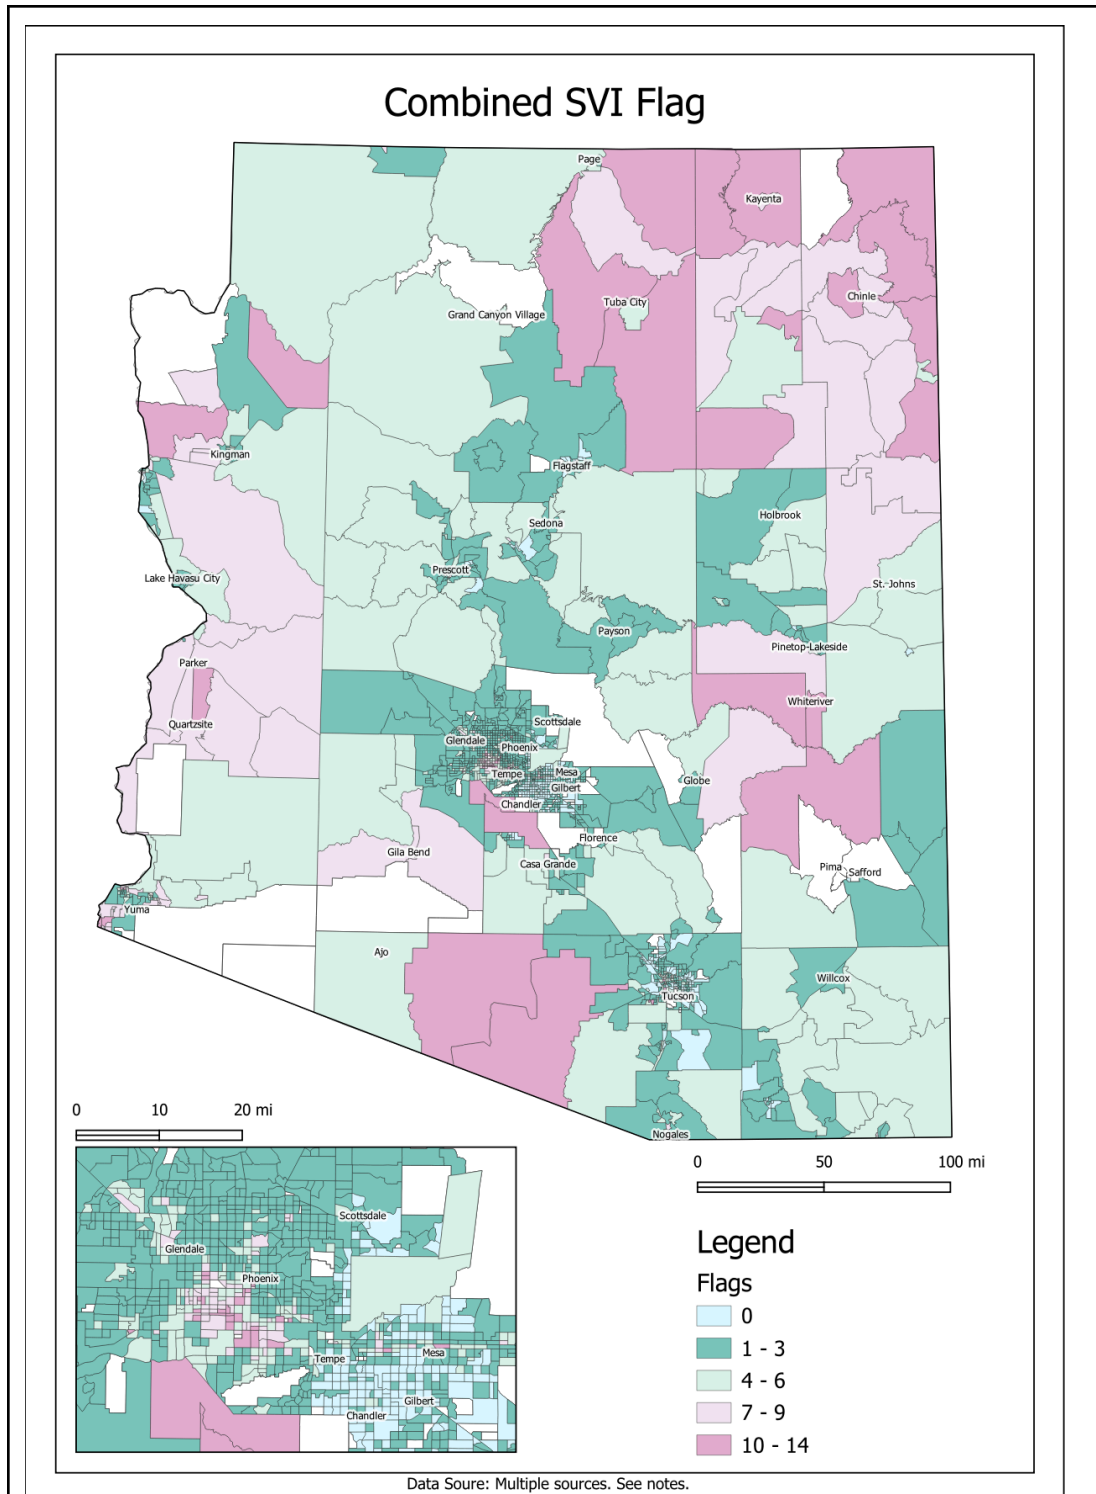 Combined SVI Flag
Page
Kayenta
Tuba City
Chinle
Grand Canyon Village
Kingman
Flagstaff
Holbrook
Sedona
Prescott
Lake Havasu City
St. Johns
Payson
Pinetop-Lakeside
Parker
Whiteriver
Quartzsite
Scottsdale
Glendale
Phoenix
Tempe
Mesa
Gilbert
Globe
Chandler
Florence
Gila Bend
Casa Grande
Pima
Safford
Yuma
Ajo
Willcox
Tucson
Nogales
0 10 20 mi
0 50 100 mi
Scottsdale
Glendale
Phoenix
Tempe
Mesa
Gilbert
Chandler
Legend
Flags
0
1 - 3
4 - 6
7 - 9
10 - 14
Data Soure: Multiple sources. See notes.